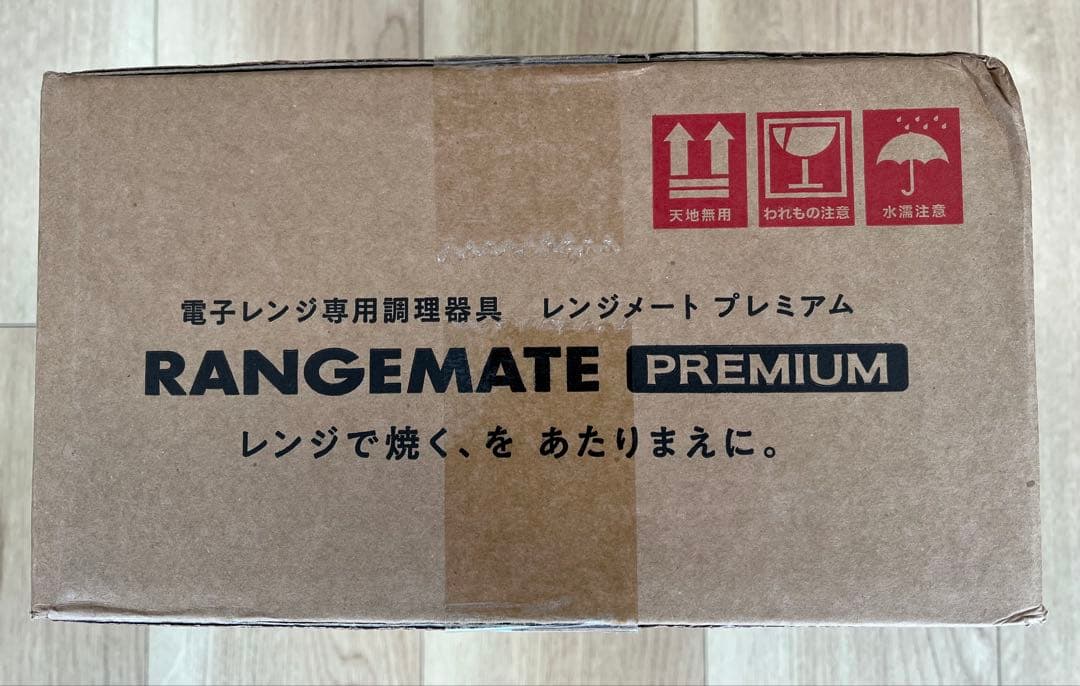 天地無用
われもの注意
水濡注意
電子レンジ専用調理器具 レンジメート プレミアム
RANGEMATE PREMIUM
レンジで焼く、を あたりまえに。